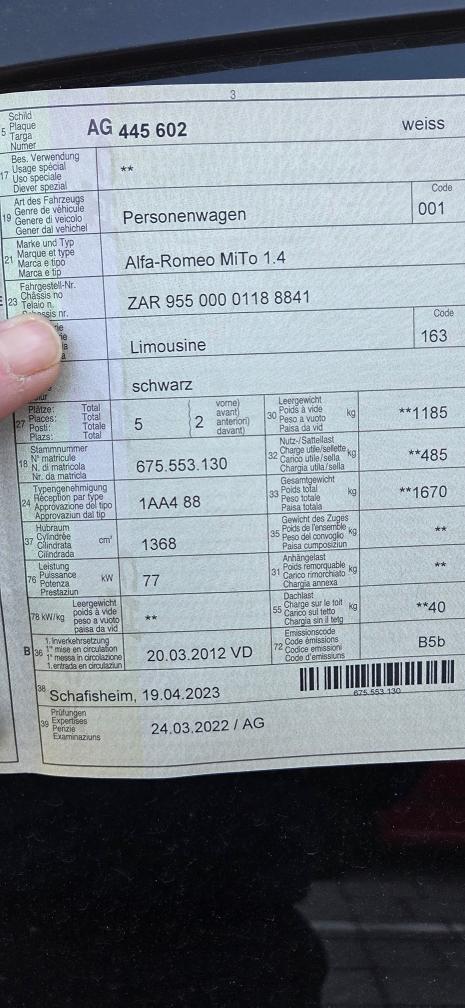 3
5 Schild
Plaque
Targa
Numer
AG 445 602
weiss
17 Bes. Verwendung
Usage spécial
Uso speciale
Diever spezial
**
19 Art des Fahrzeugs
Genre de véhicule
Genere di veicolo
Gener dal vehichel
Personenwagen
Code
001
21 Marke und Typ
Marque et type
Marca e tipo
Marca e tip
Alfa-Romeo MiTo 1.4
E 23 Fahrgestell-Nr.
Châssis no
Telaio n.
ssis nr.
ZAR 955 000 0118 8841
rie
ie
a
Limousine
Code
163
schwarz
27 Plätze: Total
Places: Total
Posti: Totale
Plazs: Total
5
2
vorne)
avant)
anteriori)
davant)
30 Leergewicht
Poids à vide
Peso a vuoto
Paisa da vid
kg
**1185
18 Stammnummer
N° matricule
N. di matricola
Nr. da matricla
675.553.130
32 Nutz-/Sattellast
Charge utile/sellette
Carico utile/sella
Chargia utila/sella
kg
**485
24 Typengenehmigung
Réception par type
Approvazione del tipo
Approvaziun dal tip
1AA4 88
33 Gesamtgewicht
Poids total
Peso totale
Paisa totala
kg
**1670
37 Hubraum
Cylindrée
Cilindrata
Cilindrada
cm³
1368
35 Gewicht des Zuges
Poids de l'ensemble
Peso del convoglio
Paisa cumposiziun
kg
**
76 Leistung
Puissance
Potenza
Prestaziun
kW
77
31 Anhängelast
Poids remorquable
Carico rimorchiato
Chargia annexa
kg
**
78 kW/kg
Leergewicht
poids à vide
peso a vuoto
paisa da vid
**
55 Dachlast
Charge sur le toit
Carico sul tetto
Chargia sin il tetg
kg
**40
B 36 1. Inverkehrsetzung
1re mise en circulation
1a messa in circolazione
1. entrada en circulaziun
20.03.2012 VD
72 Emissionscode
Code émissions
Codice emissioni
Code d'emissiuns
B5b
38 Schafisheim, 19.04.2023
675 553 130
39 Prüfungen
Expertises
Perizie
Examinaziuns
24.03.2022 / AG